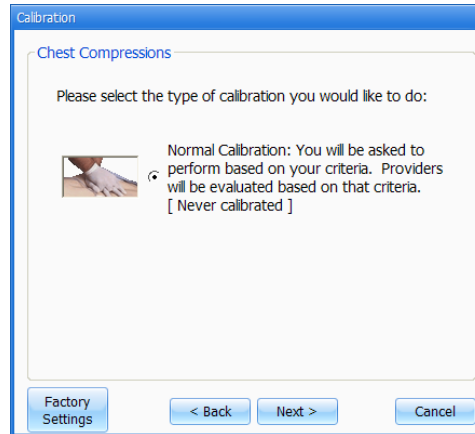 Calibration
Chest Compressions
Please select the type of calibration you would like to do:
Normal Calibration: You will be asked to
perform based on your criteria.  Providers
will be evaluated based on that criteria.
[ Never calibrated ]
Factory
Settings
< Back
Next >
Cancel